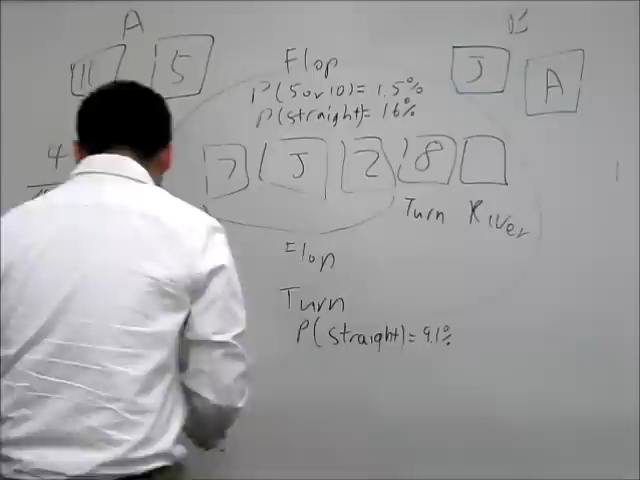 A
5
J A
Flop
P(5 or 10)= 1.5%
P(straight)= 16%
4
7 J 2 8
Turn River
Flop
Turn
P(straight)= 9.1%